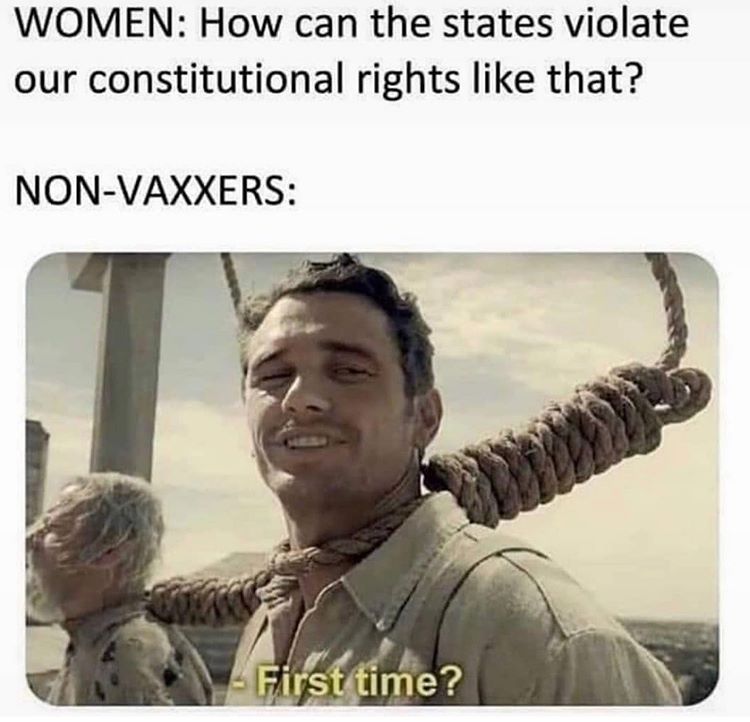 WOMEN: How can the states violate
our constitutional rights like that?
NON-VAXXERS:
- First time?